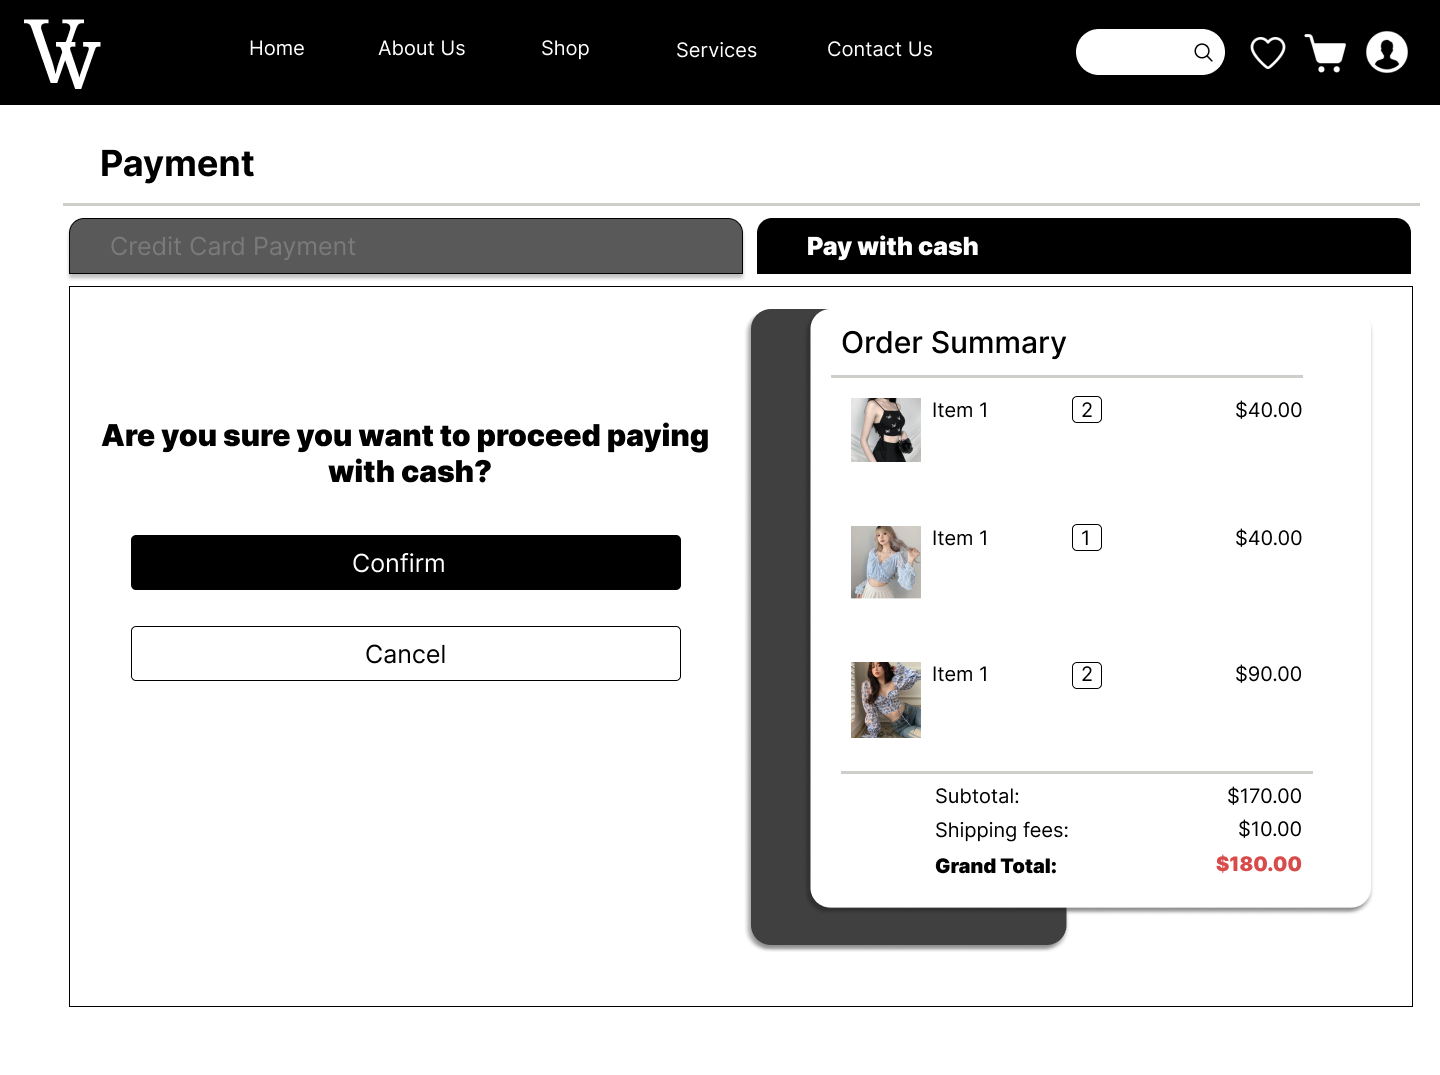 VW
Home
About Us
Shop
Services
Contact Us
Payment
Credit Card Payment
Pay with cash
Are you sure you want to proceed paying
with cash?
Confirm
Cancel
Order Summary
Item 1 2 $40.00
Item 1 1 $40.00
Item 1 2 $90.00
Subtotal: $170.00
Shipping fees: $10.00
Grand Total: $180.00